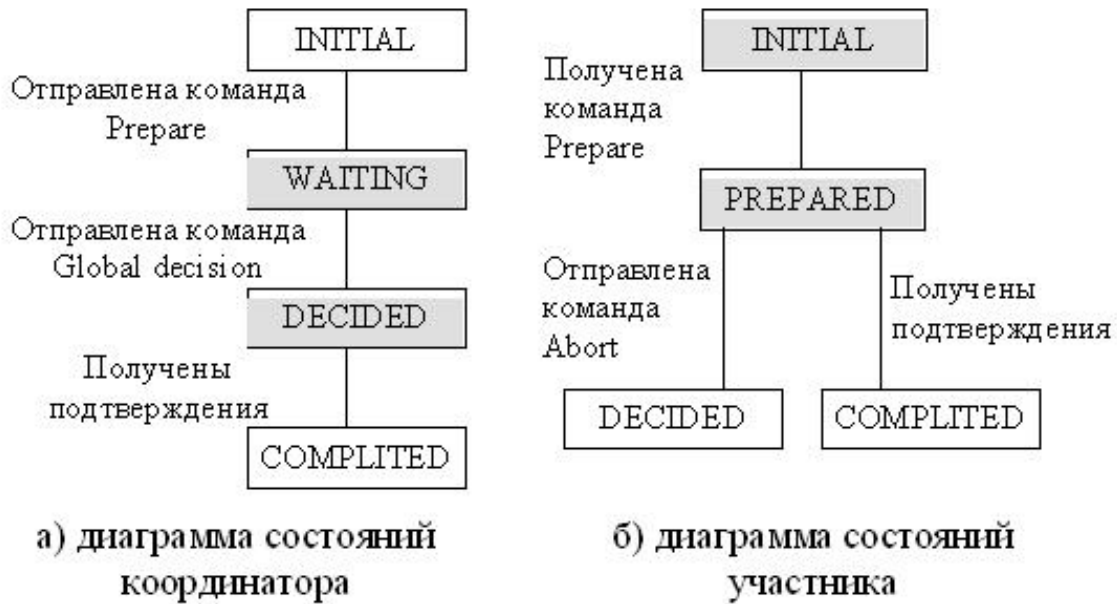 INITIAL
Отправлена команда
Prepare
WAITING
Отправлена команда
Global decision
DECIDED
Получены
подтверждения
COMPLITED
а) диаграмма состояний
координатора
INITIAL
Получена
команда
Prepare
PREPARED
Отправлена
команда
Abort
Получены
подтверждения
DECIDED
COMPLITED
б) диаграмма состояний
участника